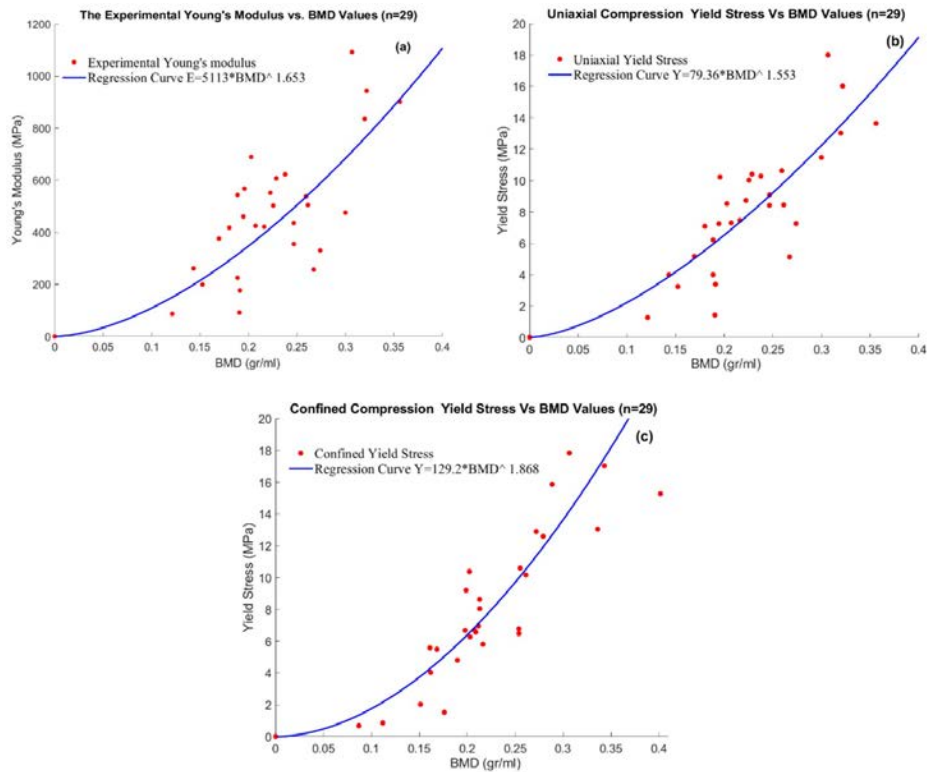 The Experimental Young's Modulus vs. BMD Values (n=29)
(a)
Experimental Young's modulus
Regression Curve E=5113*BMD^ 1.653
Young's Modulus (MPa)
1200
1000
800
600
400
200
0
0 0.05 0.1 0.15 0.2 0.25 0.3 0.35 0.4
BMD (gr/ml)
Uniaxial Compression Yield Stress Vs BMD Values (n=29)
(b)
Uniaxial Yield Stress
Regression Curve Y=79.36*BMD^ 1.553
Yield Stress (MPa)
20
18
16
14
12
10
8
6
4
2
0
0 0.05 0.1 0.15 0.2 0.25 0.3 0.35 0.4
BMD (gr/ml)
Confined Compression Yield Stress Vs BMD Values (n=29)
(c)
Confined Yield Stress
Regression Curve Y=129.2*BMD^ 1.868
Yield Stress (MPa)
20
18
16
14
12
10
8
6
4
2
0
0 0.05 0.1 0.15 0.2 0.25 0.3 0.35 0.4
BMD (gr/ml)